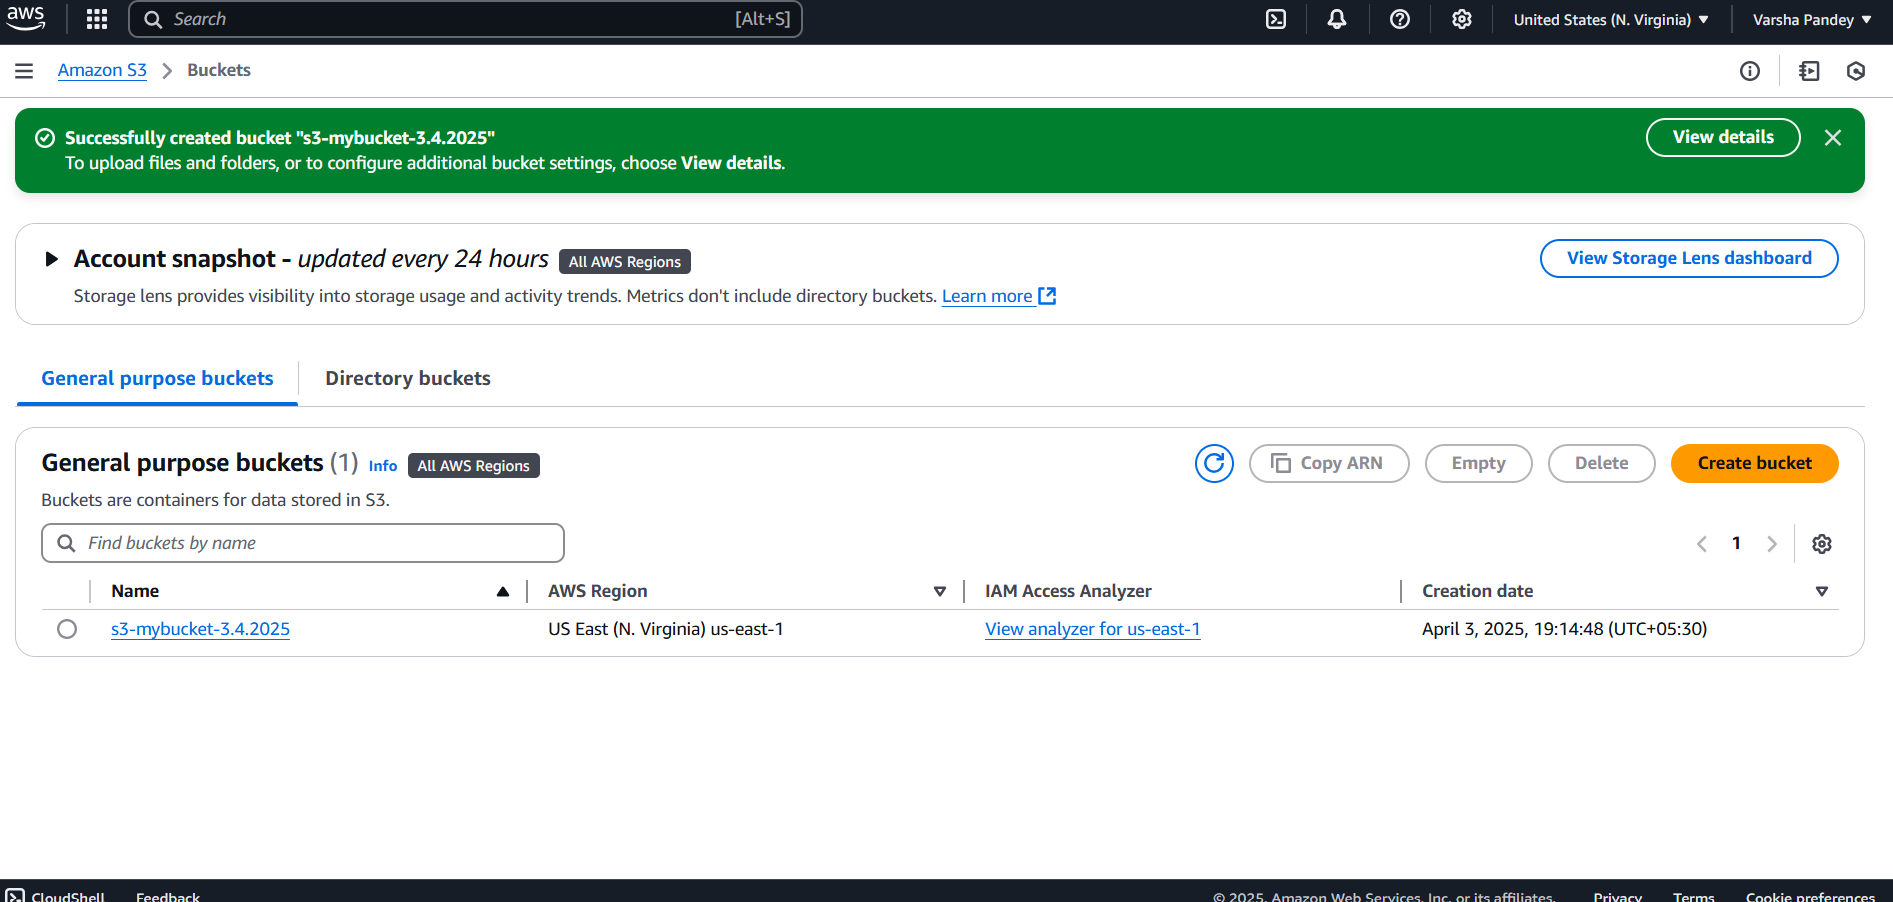 aws
Search [Alt+S]
United States (N. Virginia) ▼ Varsha Pandey ▼
Amazon S3 > Buckets
Successfully created bucket "s3-mybucket-3.4.2025"
To upload files and folders, or to configure additional bucket settings, choose View details.
View details
Account snapshot - updated every 24 hours All AWS Regions
View Storage Lens dashboard
Storage lens provides visibility into storage usage and activity trends. Metrics don't include directory buckets. Learn more
General purpose buckets Directory buckets
General purpose buckets (1) Info All AWS Regions
Copy ARN Empty Delete Create bucket
Buckets are containers for data stored in S3.
Find buckets by name
1
Name AWS Region IAM Access Analyzer Creation date
s3-mybucket-3.4.2025 US East (N. Virginia) us-east-1 View analyzer for us-east-1 April 3, 2025, 19:14:48 (UTC+05:30)
CloudShell Feedback © 2025, Amazon Web Services, Inc. or its affiliates. Privacy Terms Cookie preferences